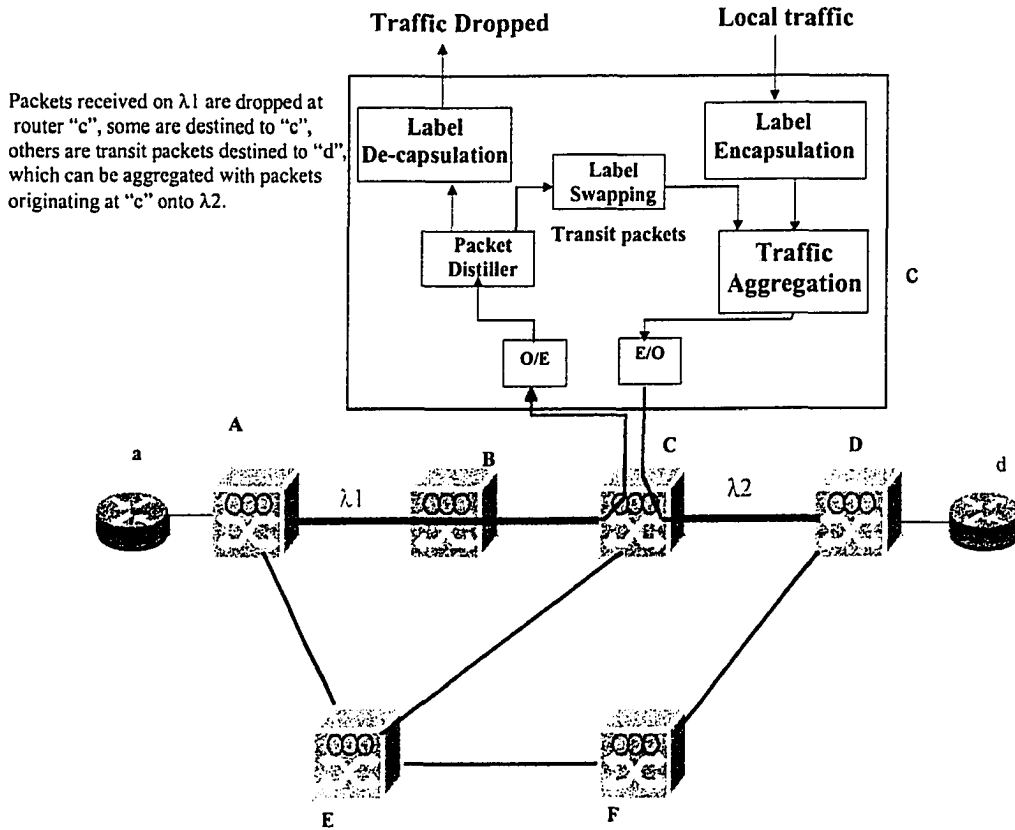 Traffic Dropped
Local traffic
Packets received on λ1 are dropped at
router “c”, some are destined to “c”,
others are transit packets destined to “d”,
which can be aggregated with packets
originating at “c” onto λ2.
Label
De-capsulation
Label
Encapsulation
Label
Swapping
Transit packets
Packet
Distiller
Traffic
Aggregation
C
O/E
E/O
A
a
B
C
D
d
λ1
λ2
E
F